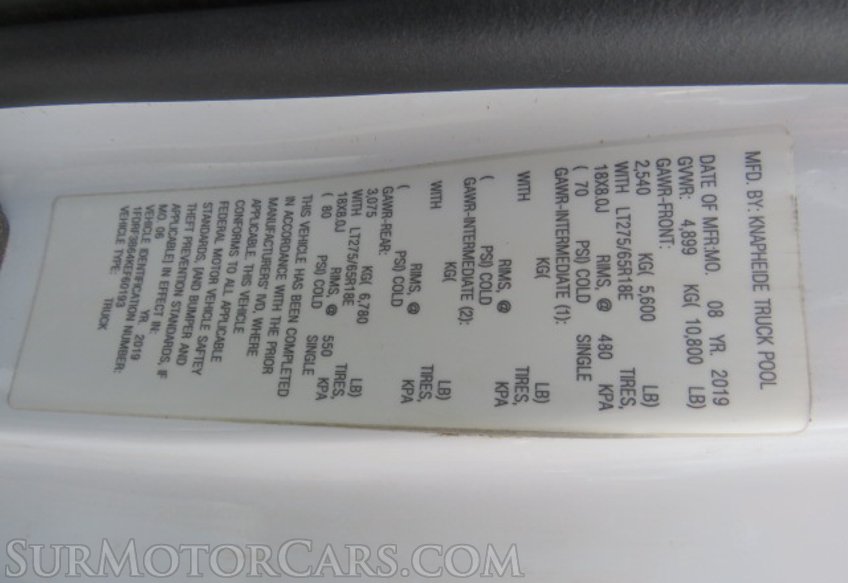 MFD. BY: KNAPHEIDE TRUCK POOL
DATE OF MFR:MO. 08 YR. 2019
GVWR: 4,899 KG( 10,800 LB)
GAWR-FRONT:
2,540 KG( 5,600 LB)
WITH LT275/65R18E TIRES,
18X8.0J RIMS, @ 480 KPA
( 70 PSI) COLD SINGLE
GAWR-INTERMEDIATE (1):
KG( LB)
WITH TIRES,
RIMS, @ KPA
( PSI) COLD
GAWR-INTERMEDIATE (2):
KG( LB)
WITH TIRES,
RIMS, @ KPA
( PSI) COLD
GAWR-REAR:
3,075 KG( 6,780 LB)
WITH LT275/65R18E TIRES,
18X8.0J RIMS, @ 550 KPA
( 80 PSI) COLD SINGLE
THIS VEHICLE HAS BEEN COMPLETED
IN ACCORDANCE WITH THE PRIOR
MANUFACTURERS' IVD, WHERE
APPLICABLE. THIS VEHICLE
CONFORMS TO ALL APPLICABLE
FEDERAL MOTOR VEHICLE SAFTEY
STANDARDS, [AND BUMPER AND
THEFT PREVENTION STANDARDS, IF
APPLICABLE] IN EFFECT IN:
MO. 06 YR. 2019
VEHICLE IDENTIFICATION NUMBER:
1FDRF3B64KEF60193
VEHICLE TYPE: TRUCK
SURMOTORCARS.COM